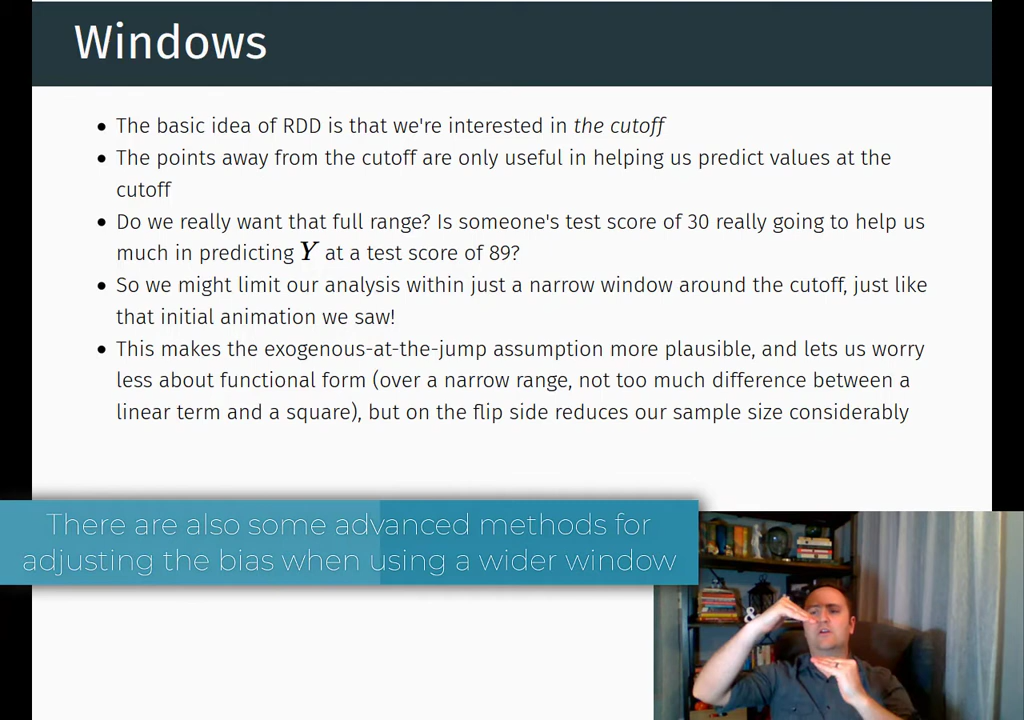 Windows
The basic idea of RDD is that we're interested in the cutoff
The points away from the cutoff are only useful in helping us predict values at the
cutoff
Do we really want that full range? Is someone's test score of 30 really going to help us
much in predicting Y at a test score of 89?
So we might limit our analysis within just a narrow window around the cutoff, just like
that initial animation we saw!
This makes the exogenous-at-the-jump assumption more plausible, and lets us worry
less about functional form (over a narrow range, not too much difference between a
linear term and a square), but on the flip side reduces our sample size considerably
There are also some advanced methods for
adjusting the bias when using a wider window
&